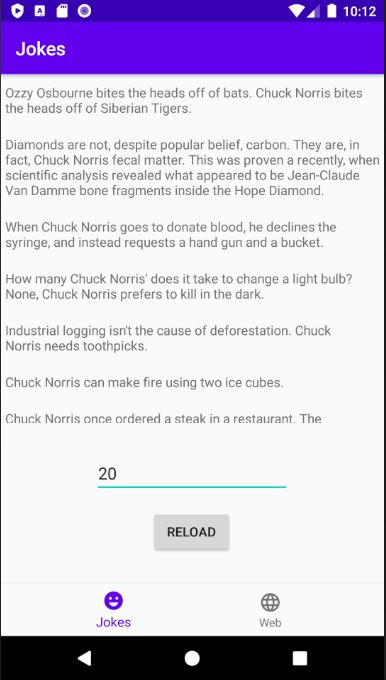 10:12
Jokes
Ozzy Osbourne bites the heads off of bats. Chuck Norris bites
the heads off of Siberian Tigers.
Diamonds are not, despite popular belief, carbon. They are, in
fact, Chuck Norris fecal matter. This was proven a recently, when
scientific analysis revealed what appeared to be Jean-Claude
Van Damme bone fragments inside the Hope Diamond.
When Chuck Norris goes to donate blood, he declines the
syringe, and instead requests a hand gun and a bucket.
How many Chuck Norris' does it take to change a light bulb?
None, Chuck Norris prefers to kill in the dark.
Industrial logging isn't the cause of deforestation. Chuck
Norris needs toothpicks.
Chuck Norris can make fire using two ice cubes.
Chuck Norris once ordered a steak in a restaurant. The
20
RELOAD
Jokes
Web